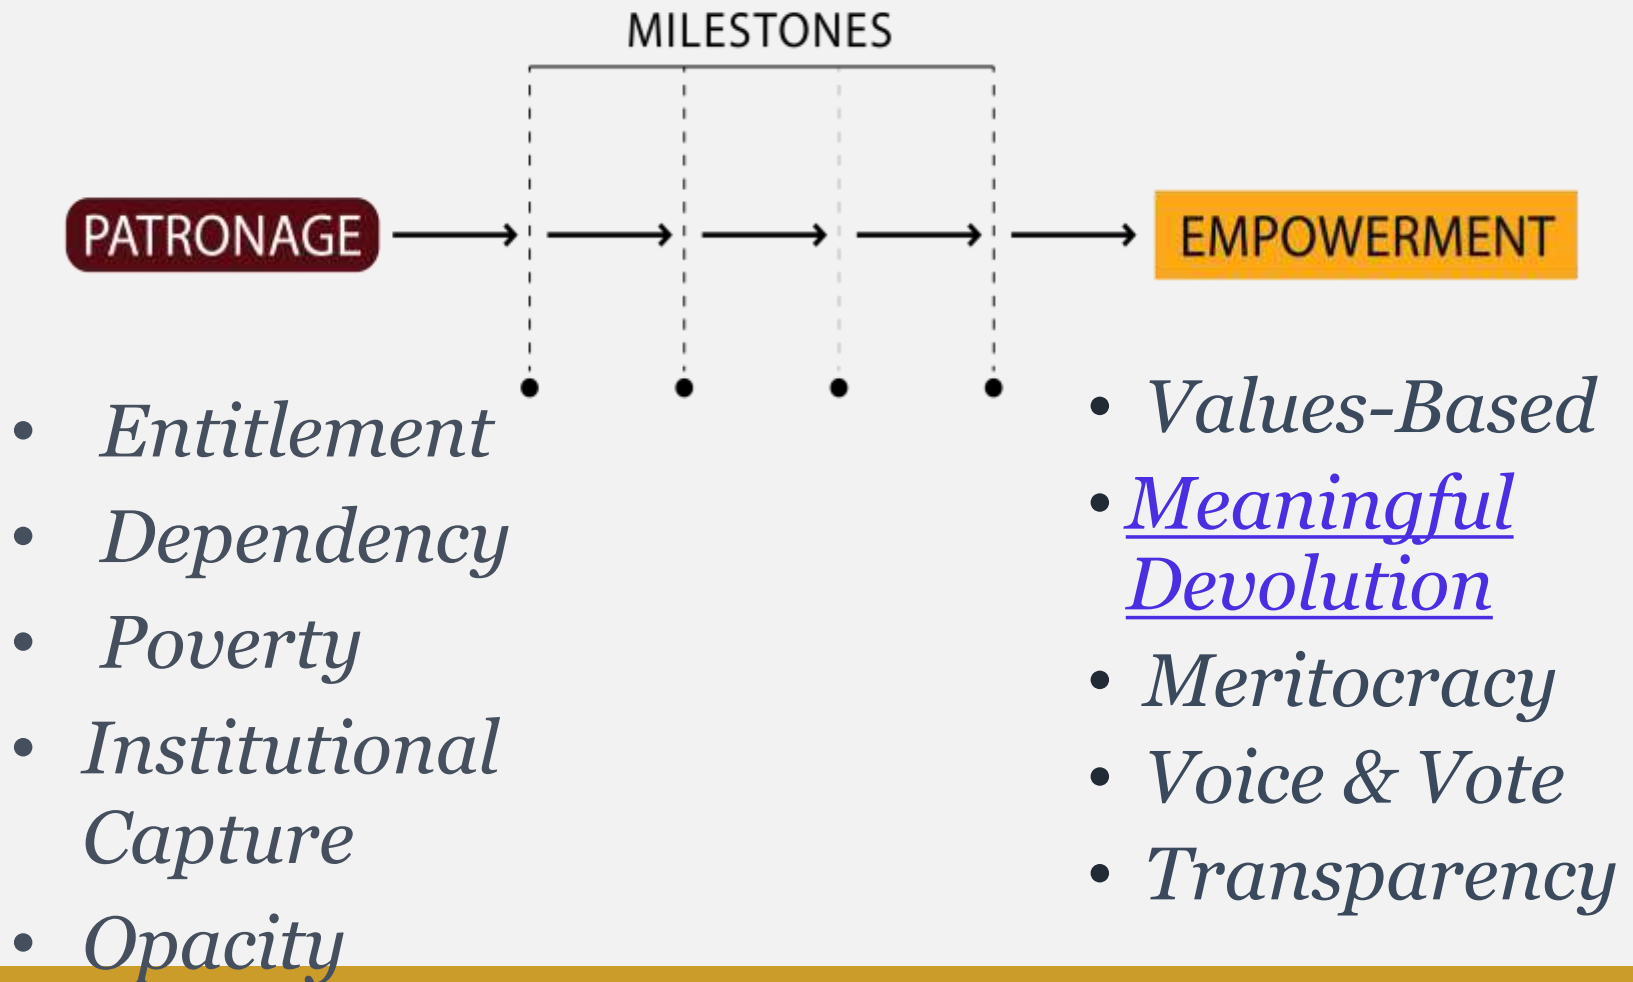 MILESTONES
PATRONAGE
EMPOWERMENT
• Entitlement
• Dependency
• Poverty
• Institutional
Capture
• Opacity
• Values-Based
• Meaningful
Devolution
• Meritocracy
• Voice & Vote
• Transparency